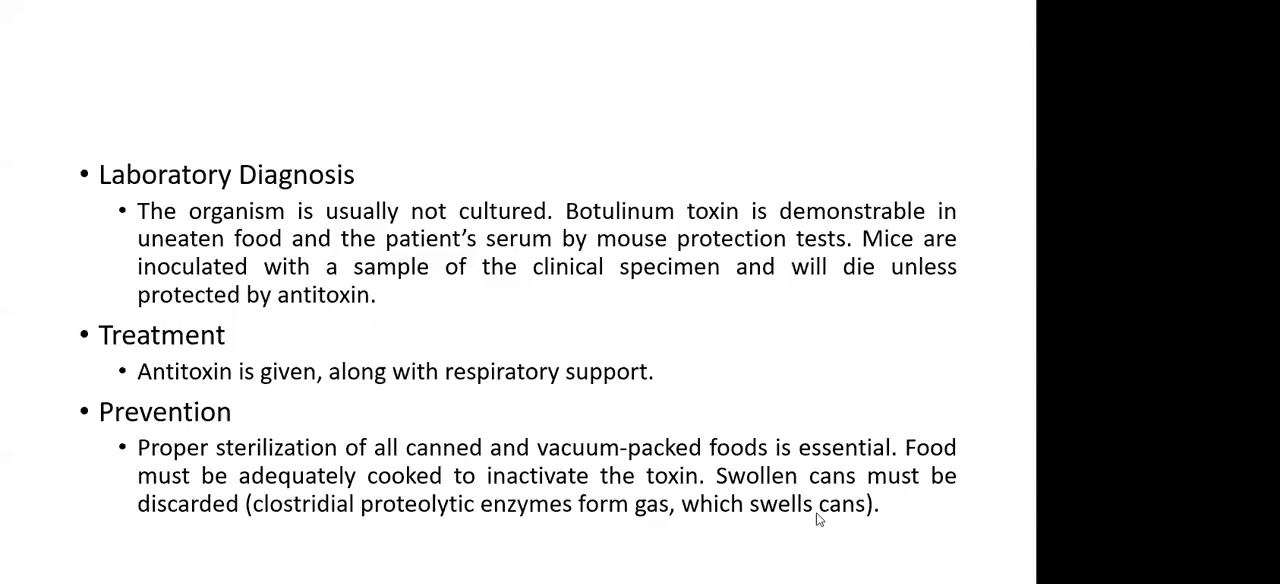 • Laboratory Diagnosis
• The organism is usually not cultured. Botulinum toxin is demonstrable in
uneaten food and the patient’s serum by mouse protection tests. Mice are
inoculated with a sample of the clinical specimen and will die unless
protected by antitoxin.
• Treatment
• Antitoxin is given, along with respiratory support.
• Prevention
• Proper sterilization of all canned and vacuum-packed foods is essential. Food
must be adequately cooked to inactivate the toxin. Swollen cans must be
discarded (clostridial proteolytic enzymes form gas, which swells cans).